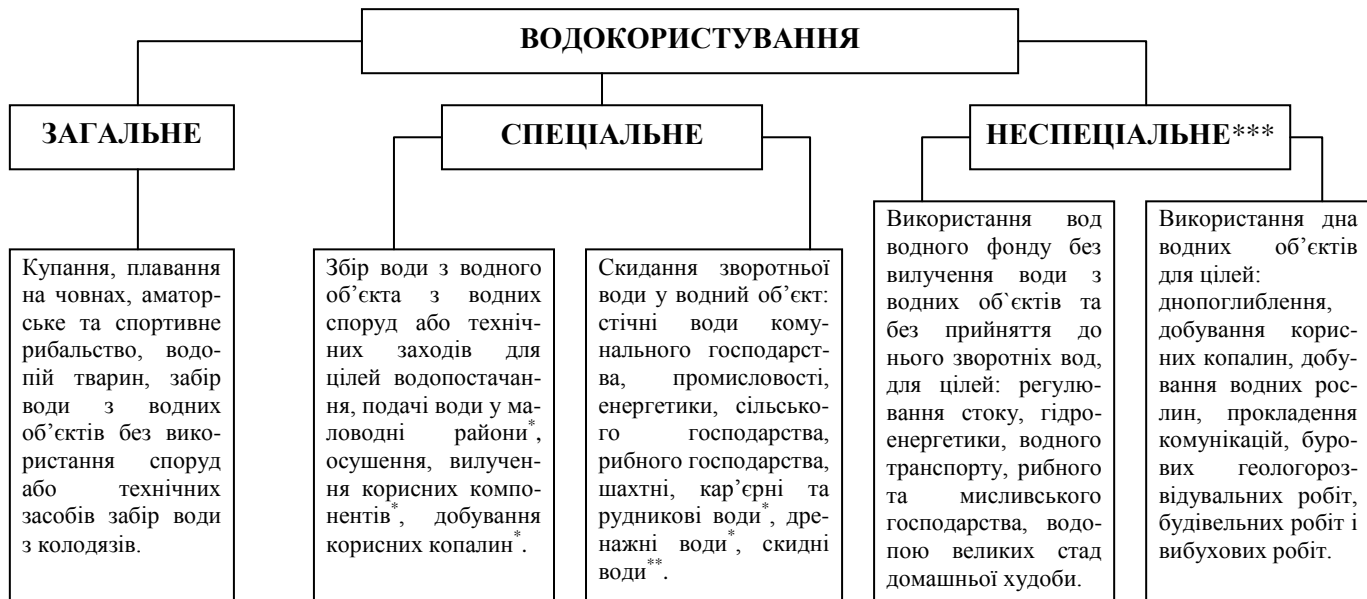 ВОДОКОРИСТУВАННЯ
ЗАГАЛЬНЕ
СПЕЦІАЛЬНЕ
НЕСПЕЦІАЛЬНЕ***
Купання, плавання
на човнах, аматор-
ське та спортивне
рибальство, водо-
пій тварин, забір
води з водних
об’єктів без вико-
ристання споруд
або технічних
засобів забір води
з колодязів.
Збір води з водного
об’єкта з водних
споруд або техніч-
них заходів для
цілей водопостачан-
ня, подачі води у ма-
ловодні райони*,
осушення, вилучен-
ня корисних компо-
нентів*, добування
корисних копалин*.
Скидання зворотньої
води у водний об’єкт:
стічні води кому-
нального господарст-
ва, промисловості,
енергетики, сільсько-
го господарства,
рибного господарства,
шахтні, кар’єрні та
рудникові води*, дре-
нажні води*, скидні
води**.
Використання вод
водного фонду без
вилучення води з
водних об`єктів та
без прийняття до
нього зворотніх вод,
для цілей: регулю-
вання стоку, гідро-
енергетики, водного
транспорту, рибного
та мисливського
господарства, водо-
пою великих стад
домашньої худоби.
Використання дна
водних об’єктів
для цілей:
днопоглиблення,
добування корис-
них копалин, добу-
вання водних рос-
лин, прокладення
комунікацій, буро-
вих геологороз-
відувальних робіт,
будівельних робіт і
вибухових робіт.